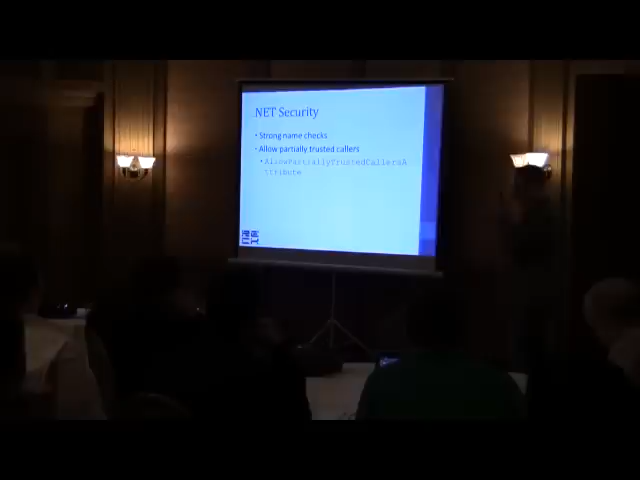 .NET Security
• Strong name checks
• Allow partially trusted callers
• AllowPartiallyTrustedCallersA
ttribute